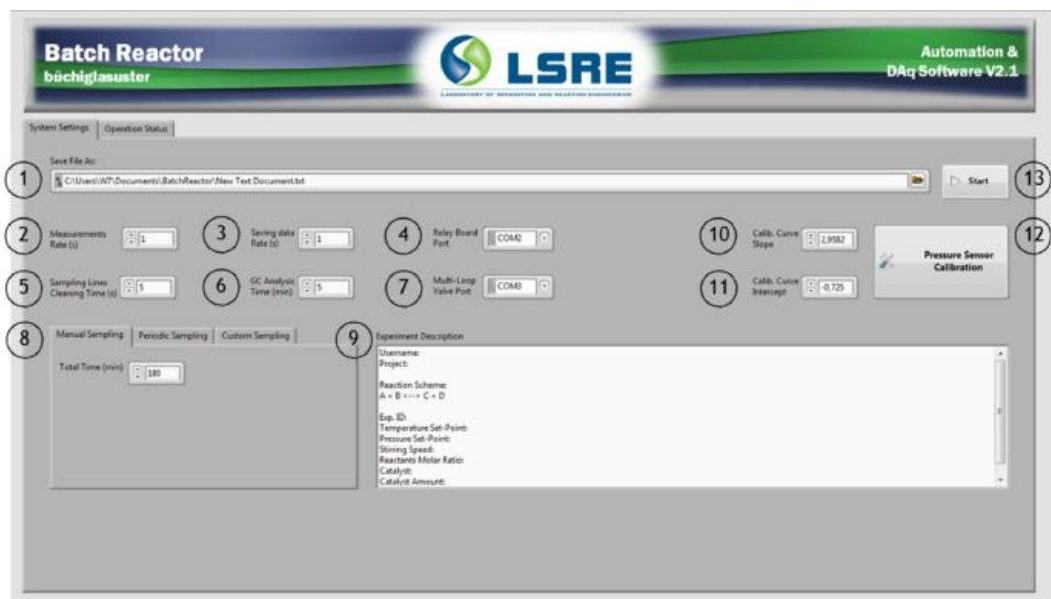 Batch Reactor
büchiglasuster
LSRE
LABORATORY OF SEPARATION AND REACTION ENGINEERING
Automation &
DAq Software V2.1
System Settings
Operation Status
Save File As:
1
C:\Users\WT\Documents\BatchReactor\New Text Document.txt
Start
13
2
Measurements
Rate (s)
1
3
Saving data
Rate (s)
1
4
Relay Board
Port
COM2
10
Calib. Curve
Slope
2,9582
12
Pressure Sensor
Calibration
5
Sampling Lines
Cleaning Time (s)
5
6
GC Analysis
Time (min)
5
7
Multi-Loop
Valve Port
COM3
11
Calib. Curve
Intercept
-0,725
8
Manual Sampling
Periodic Sampling
Custom Sampling
Total Time (min)
180
9
Experiment Description
Username:
Project:
Reaction Scheme:
A + B <---> C + D
Exp. ID:
Temperature Set-Point:
Pressure Set-Point:
Stirring Speed:
Reactants Molar Ratio:
Catalyst:
Catalyst Amount: